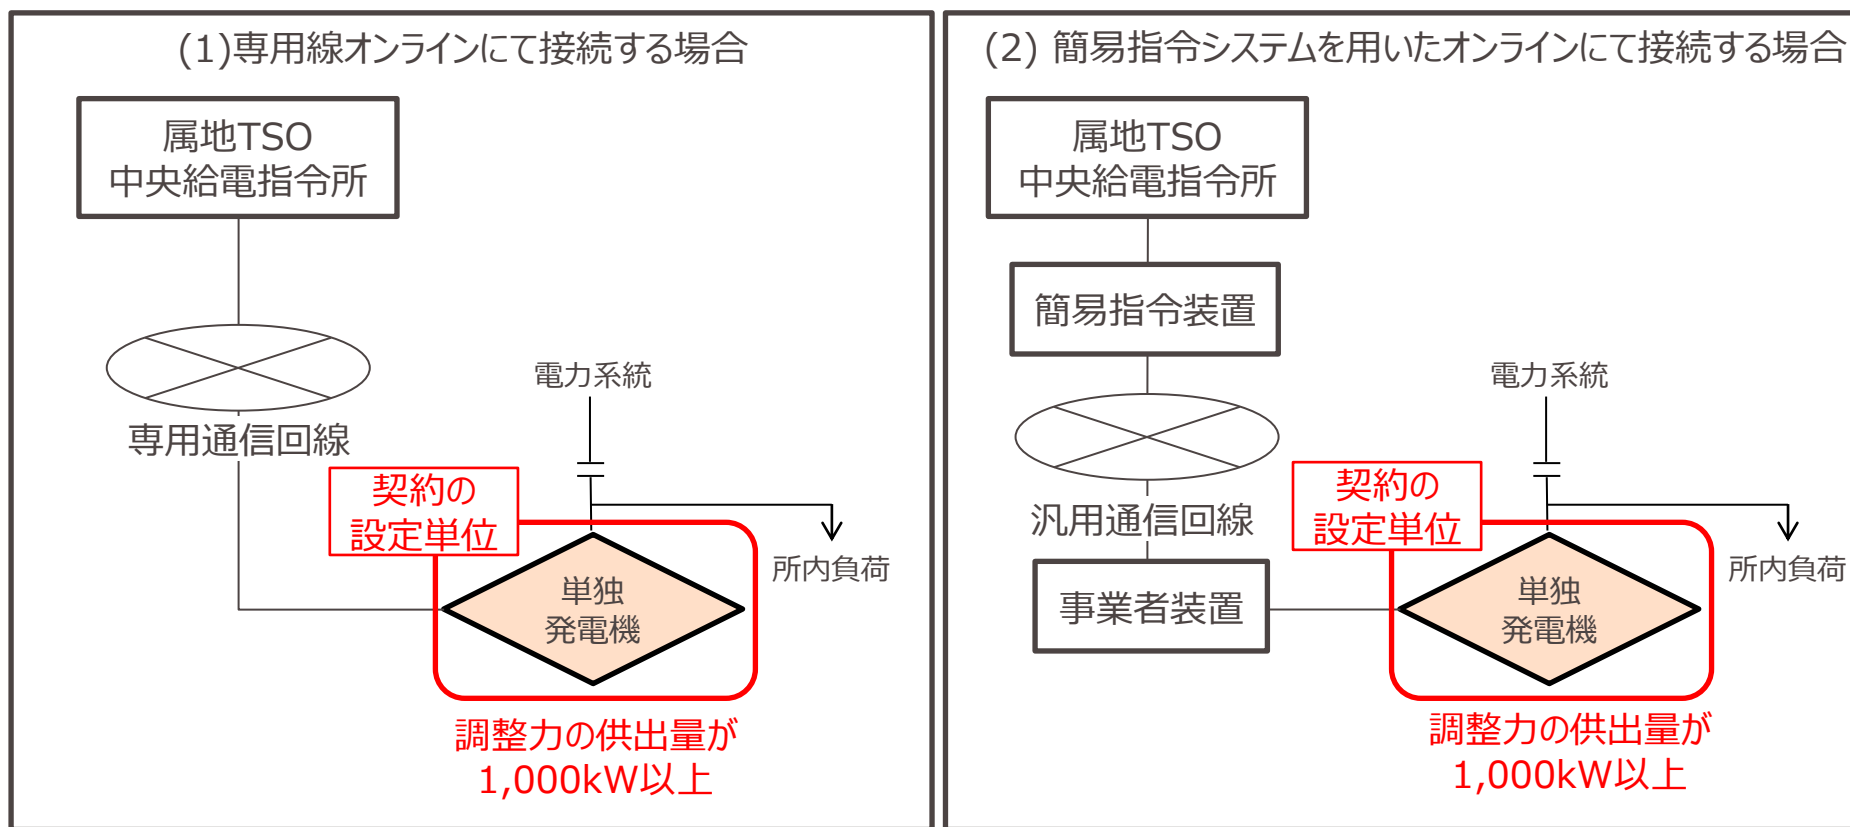 (1)専用線オンラインにて接続する場合
属地TSO
中央給電指令所
電力系統
専用通信回線
契約の
設定単位
所内負荷
単独
発電機
調整力の供出量が
1,000kW以上
(2) 簡易指令システムを用いたオンラインにて接続する場合
属地TSO
中央給電指令所
簡易指令装置
電力系統
汎用通信回線
契約の
設定単位
所内負荷
事業者装置
単独
発電機
調整力の供出量が
1,000kW以上